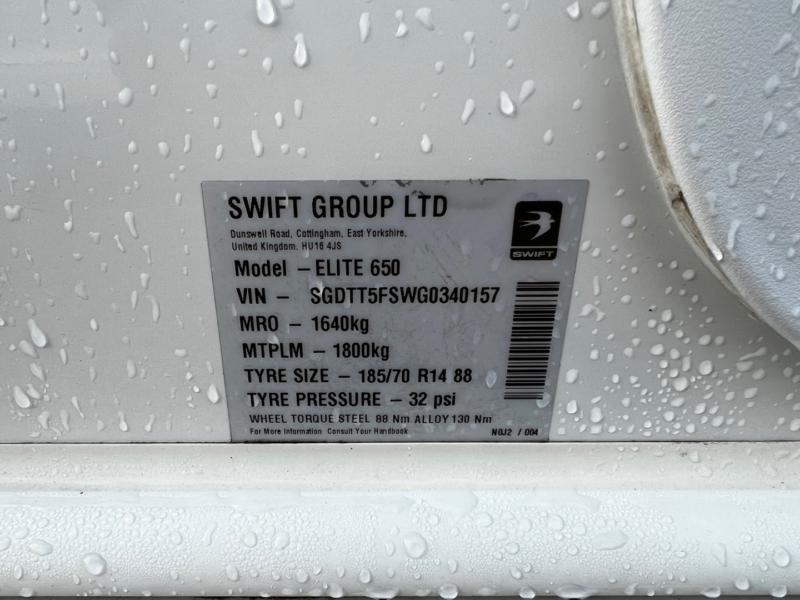 SWIFT GROUP LTD
Dunswell Road, Cottingham, East Yorkshire,
United Kingdom. HU16 4JS
SWIFT
Model – ELITE 650
VIN – SGDTT5FSWG0340157
MRO – 1640kg
MTPLM – 1800kg
TYRE SIZE – 185/70 R14 88
TYRE PRESSURE – 32 psi
WHEEL TORQUE STEEL 88 Nm ALLOY 130 Nm
For More Information Consult Your Handbook
N0J2 / 004